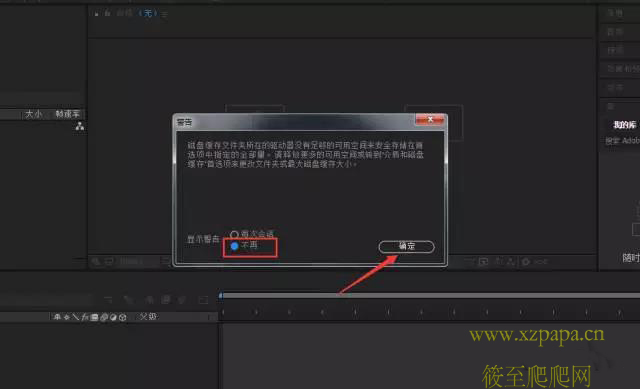 合成 (无)
大小 帧速率
我的库
搜索 Adob
警告
磁盘缓存文件夹所在的驱动器没有足够的可用空间来安全存储在首
选项中指定的全部量。请释放更多的可用空间或转到“介质和磁盘
缓存”首选项来更改文件夹或最大磁盘缓存大小。
显示警告:
每次会话
不再
确定
随时
父级
www.xzpapa.cn
筱至爬爬网